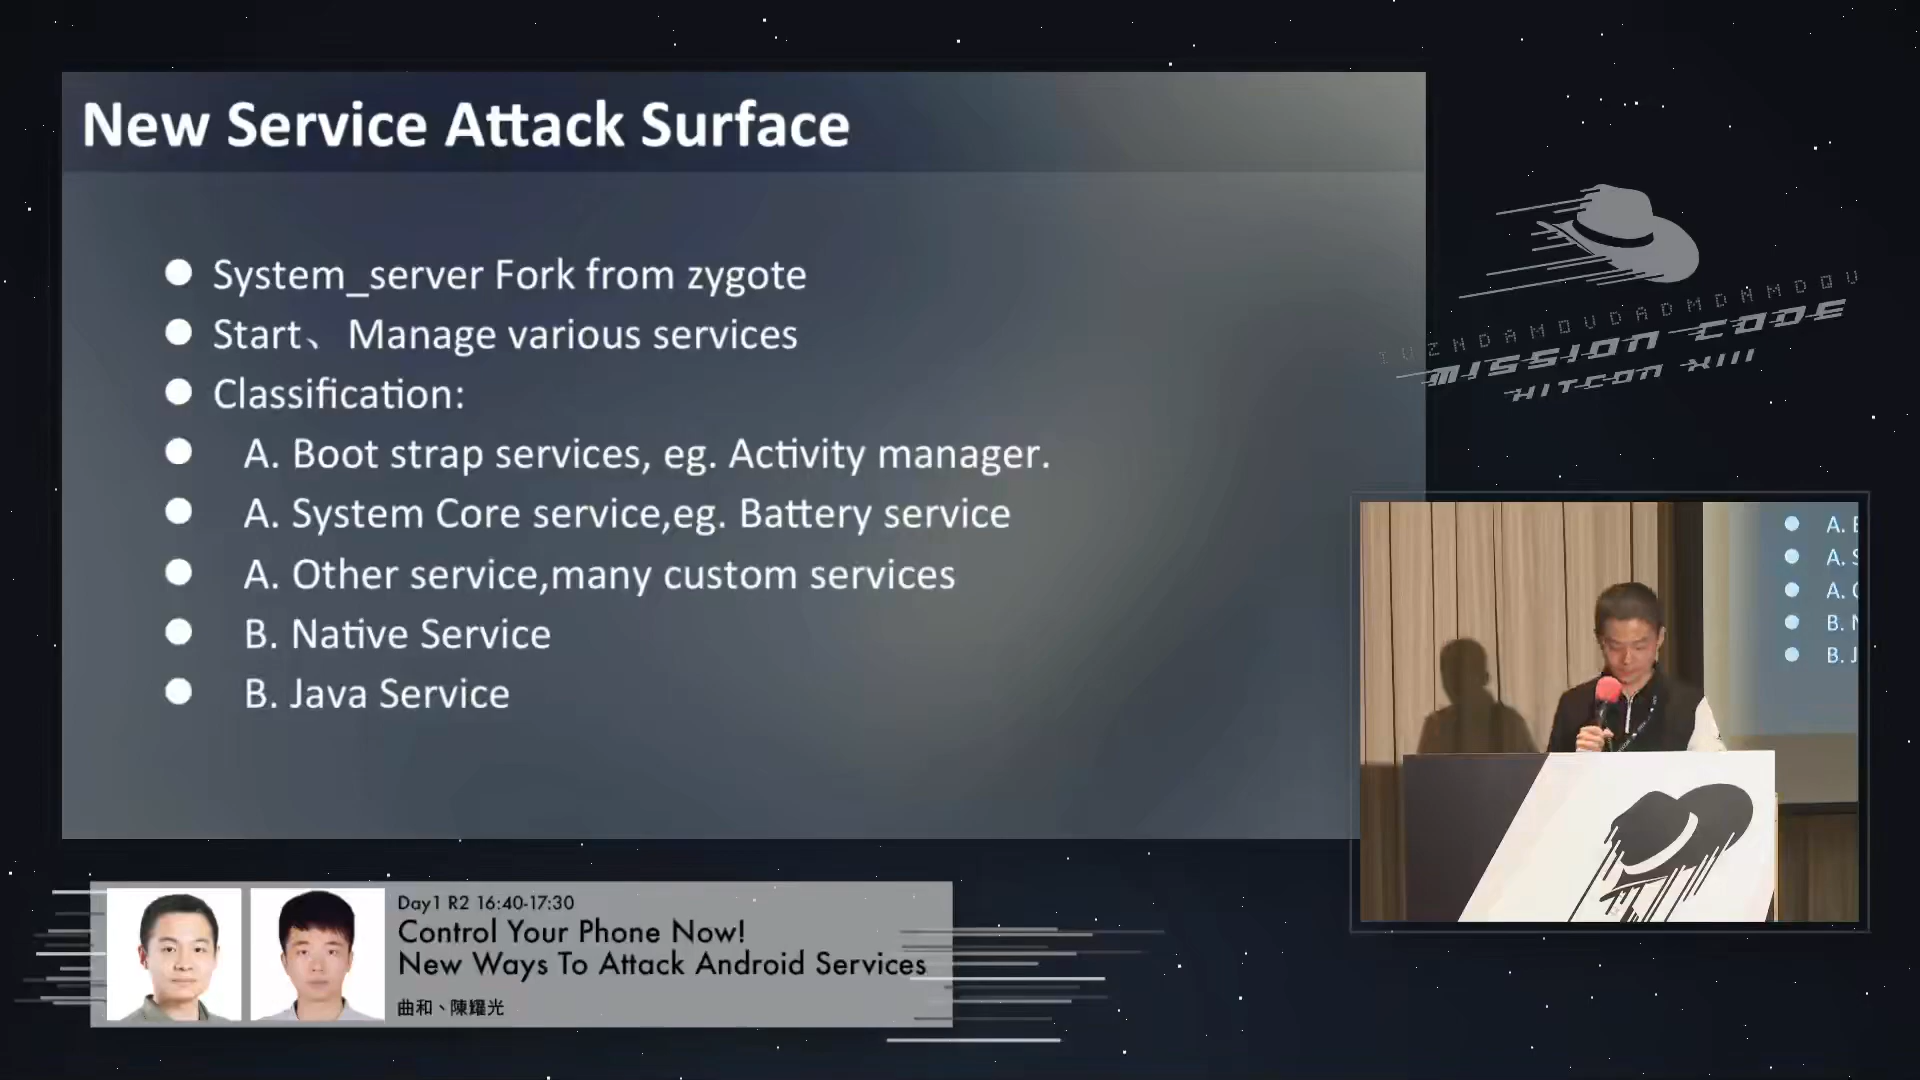 New Service Attack Surface
System_server Fork from zygote
Start、 Manage various services
Classification:
A. Boot strap services, eg. Activity manager.
A. System Core service,eg. Battery service
A. Other service,many custom services
B. Native Service
B. Java Service
MISSION CODE
HITCON XIII
A.
A.
A.
B.
B.
Day1 R2 16:40-17:30
Control Your Phone Now!
New Ways To Attack Android Services
曲和、陳耀光